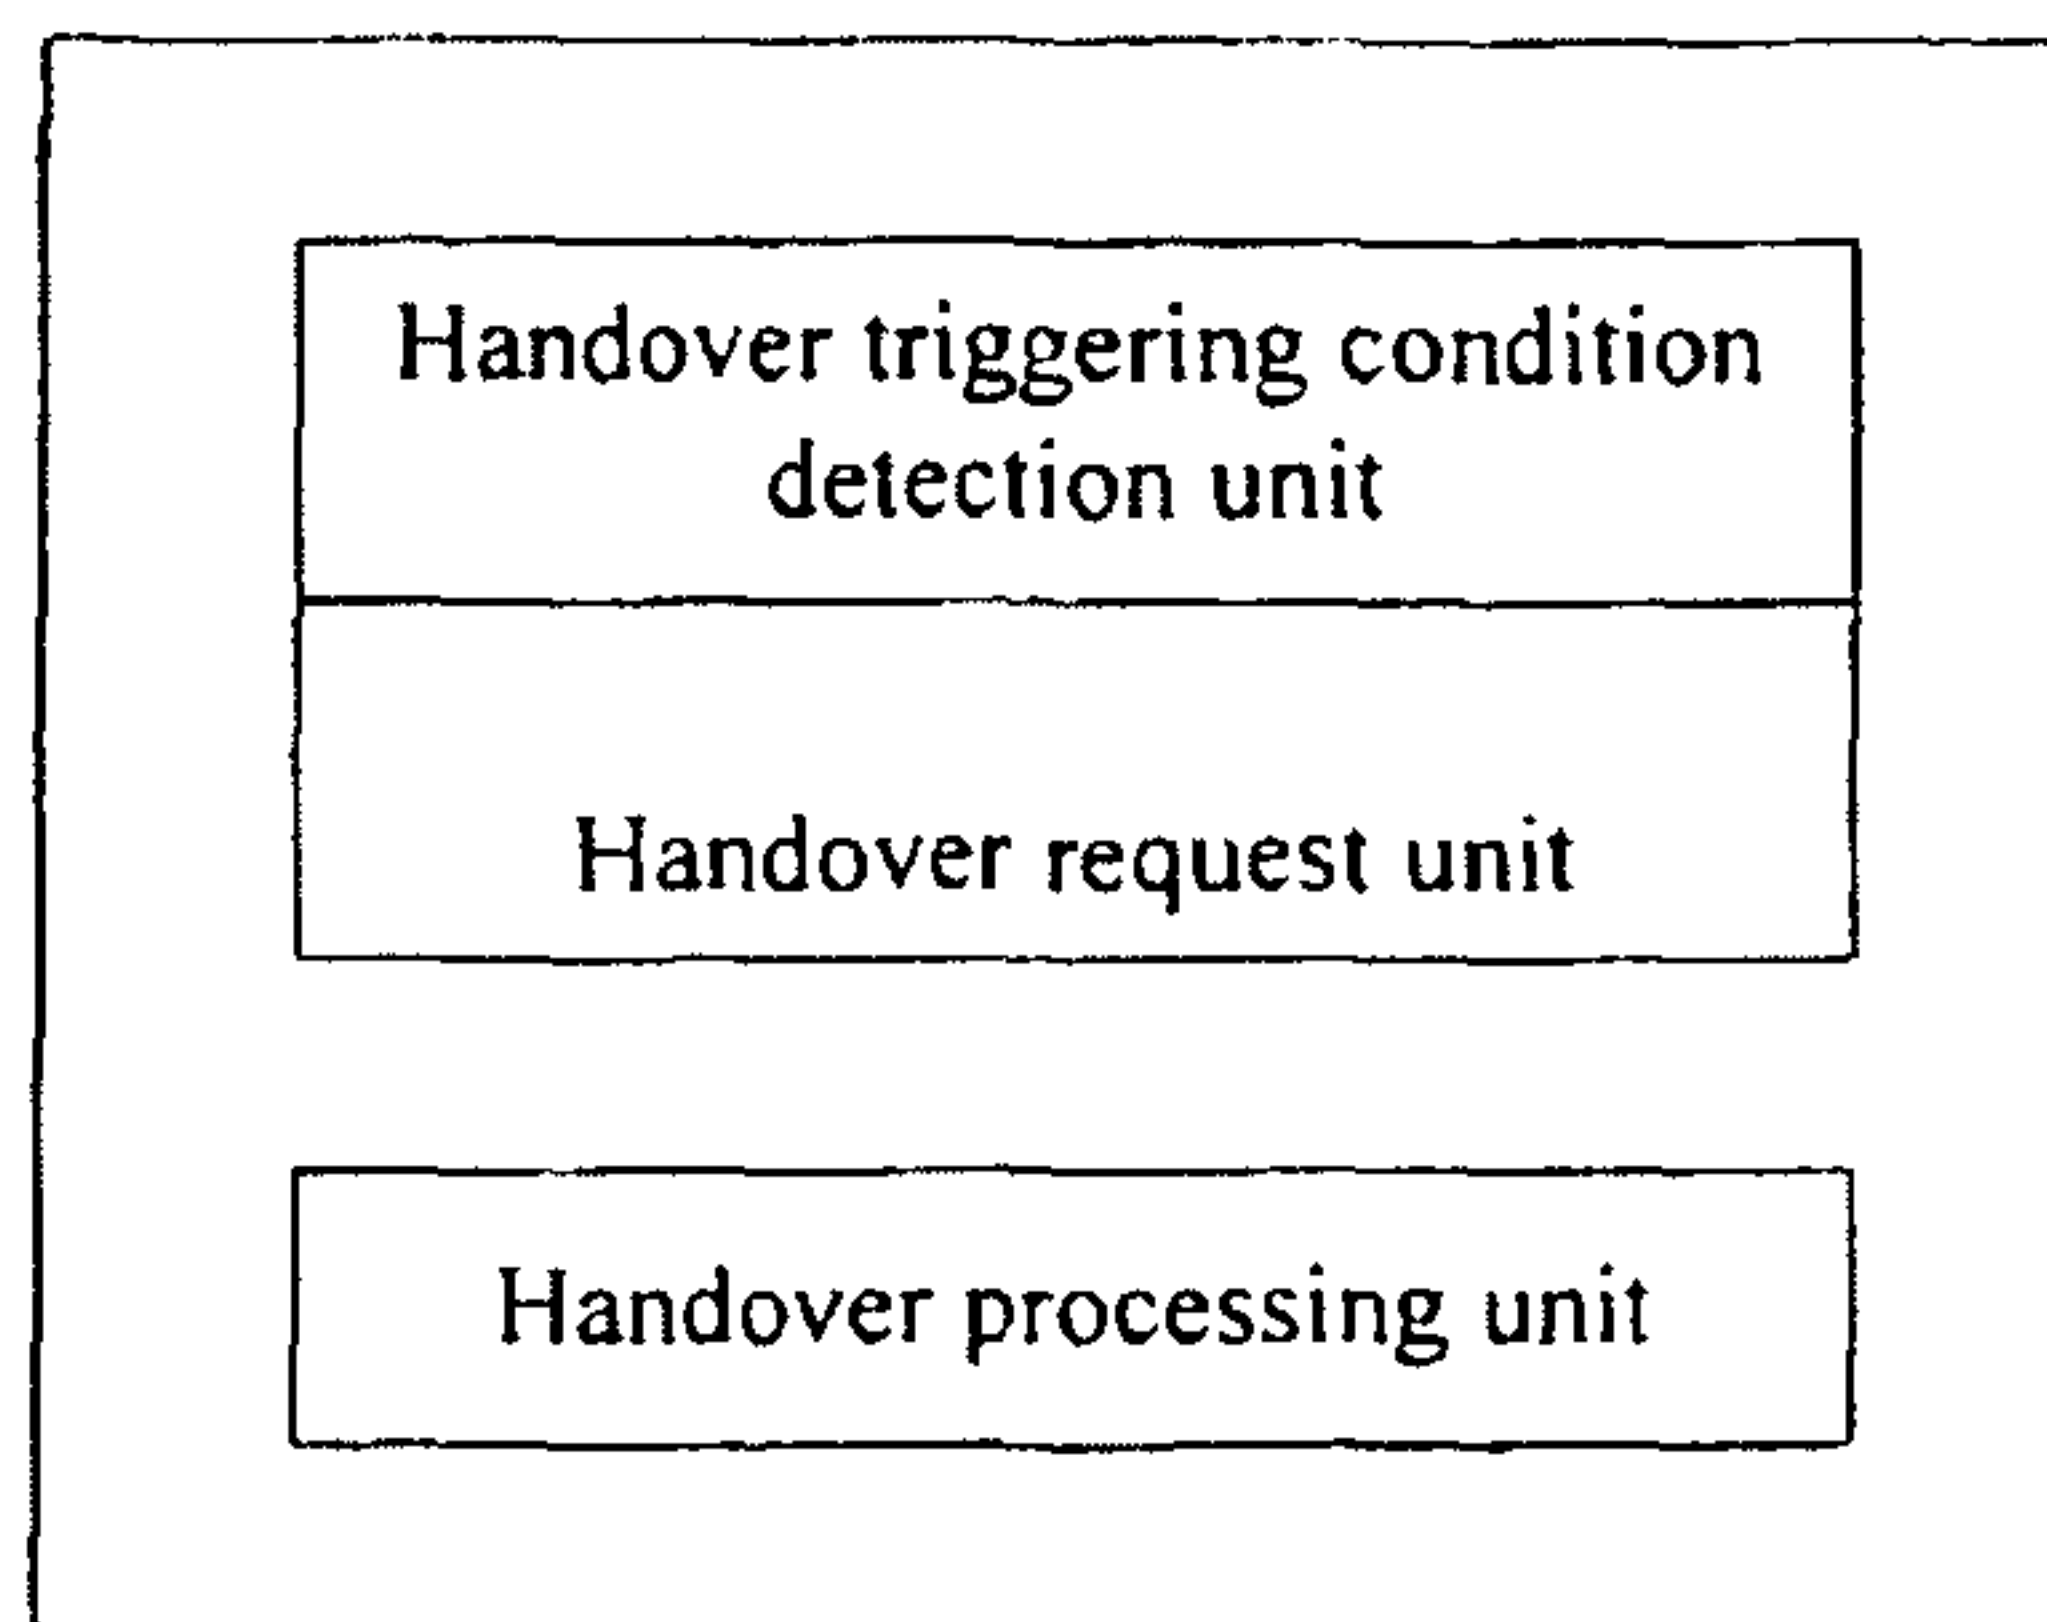 Handover triggering condition
detection unit
Handover request unit
Handover processing unit